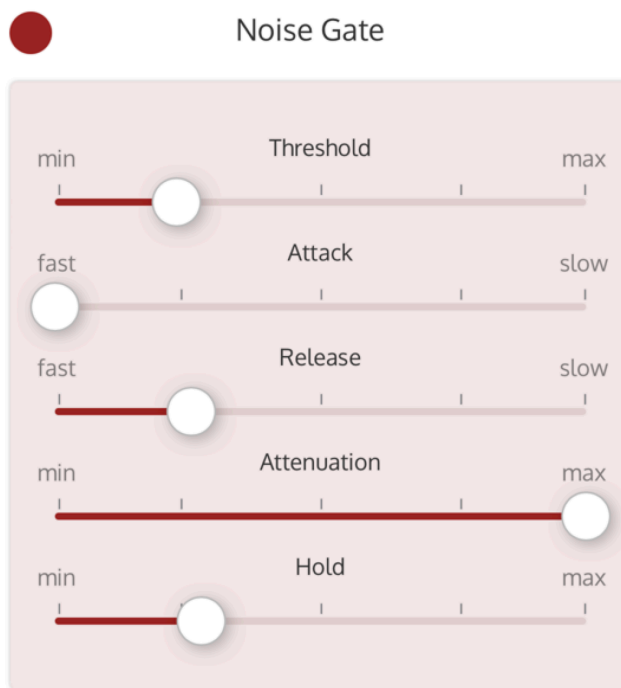 Noise Gate
Threshold
min max
Attack
fast slow
Release
fast slow
Attenuation
min max
Hold
min max